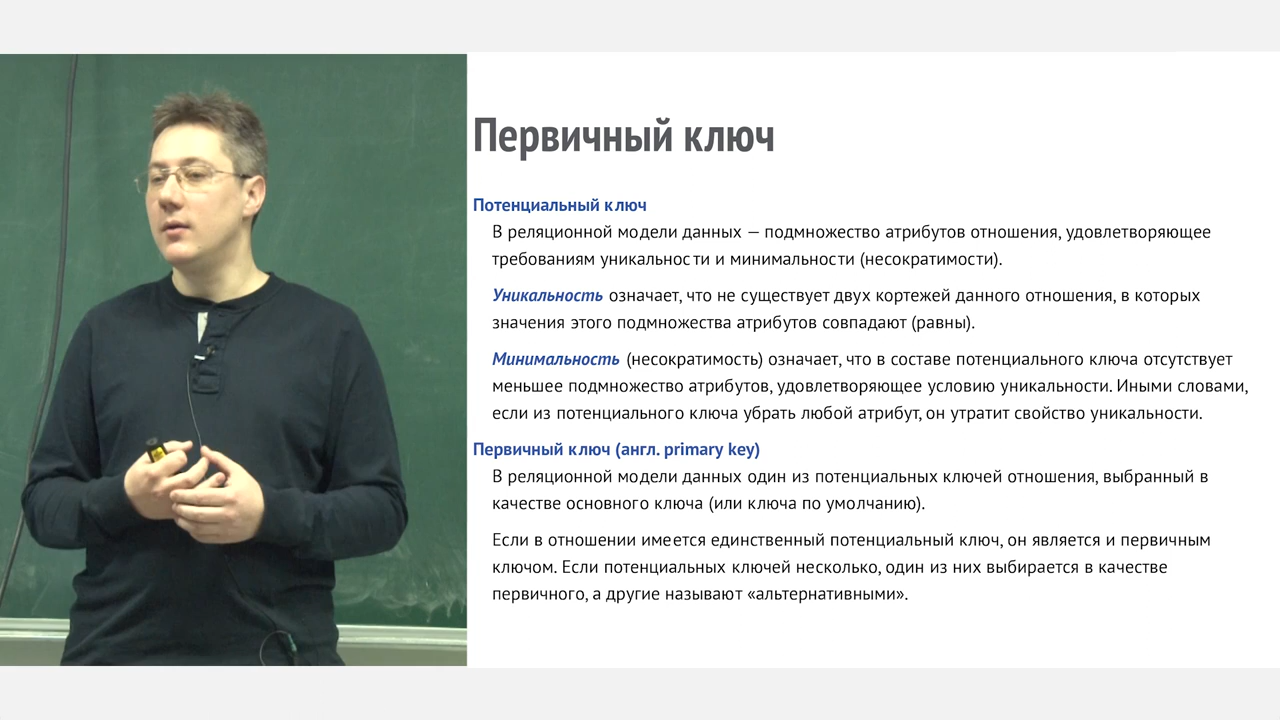 Первичный ключ
Потенциальный ключ
В реляционной модели данных — подмножество атрибутов отношения, удовлетворяющее
требованиям уникальности и минимальности (несократимости).
Уникальность означает, что не существует двух кортежей данного отношения, в которых
значения этого подмножества атрибутов совпадают (равны).
Минимальность (несократимость) означает, что в составе потенциального ключа отсутствует
меньшее подмножество атрибутов, удовлетворяющее условию уникальности. Иными словами,
если из потенциального ключа убрать любой атрибут, он утратит свойство уникальности.
Первичный ключ (англ. primary key)
В реляционной модели данных один из потенциальных ключей отношения, выбранный в
качестве основного ключа (или ключа по умолчанию).
Если в отношении имеется единственный потенциальный ключ, он является и первичным
ключом. Если потенциальных ключей несколько, один из них выбирается в качестве
первичного, а другие называют «альтернативными».